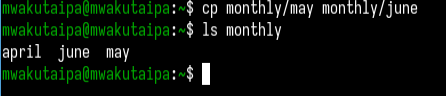 mwakutaipa@mwakutaipa:~$ cp monthly/may monthly/june
mwakutaipa@mwakutaipa:~$ ls monthly
april  june  may
mwakutaipa@mwakutaipa:~$